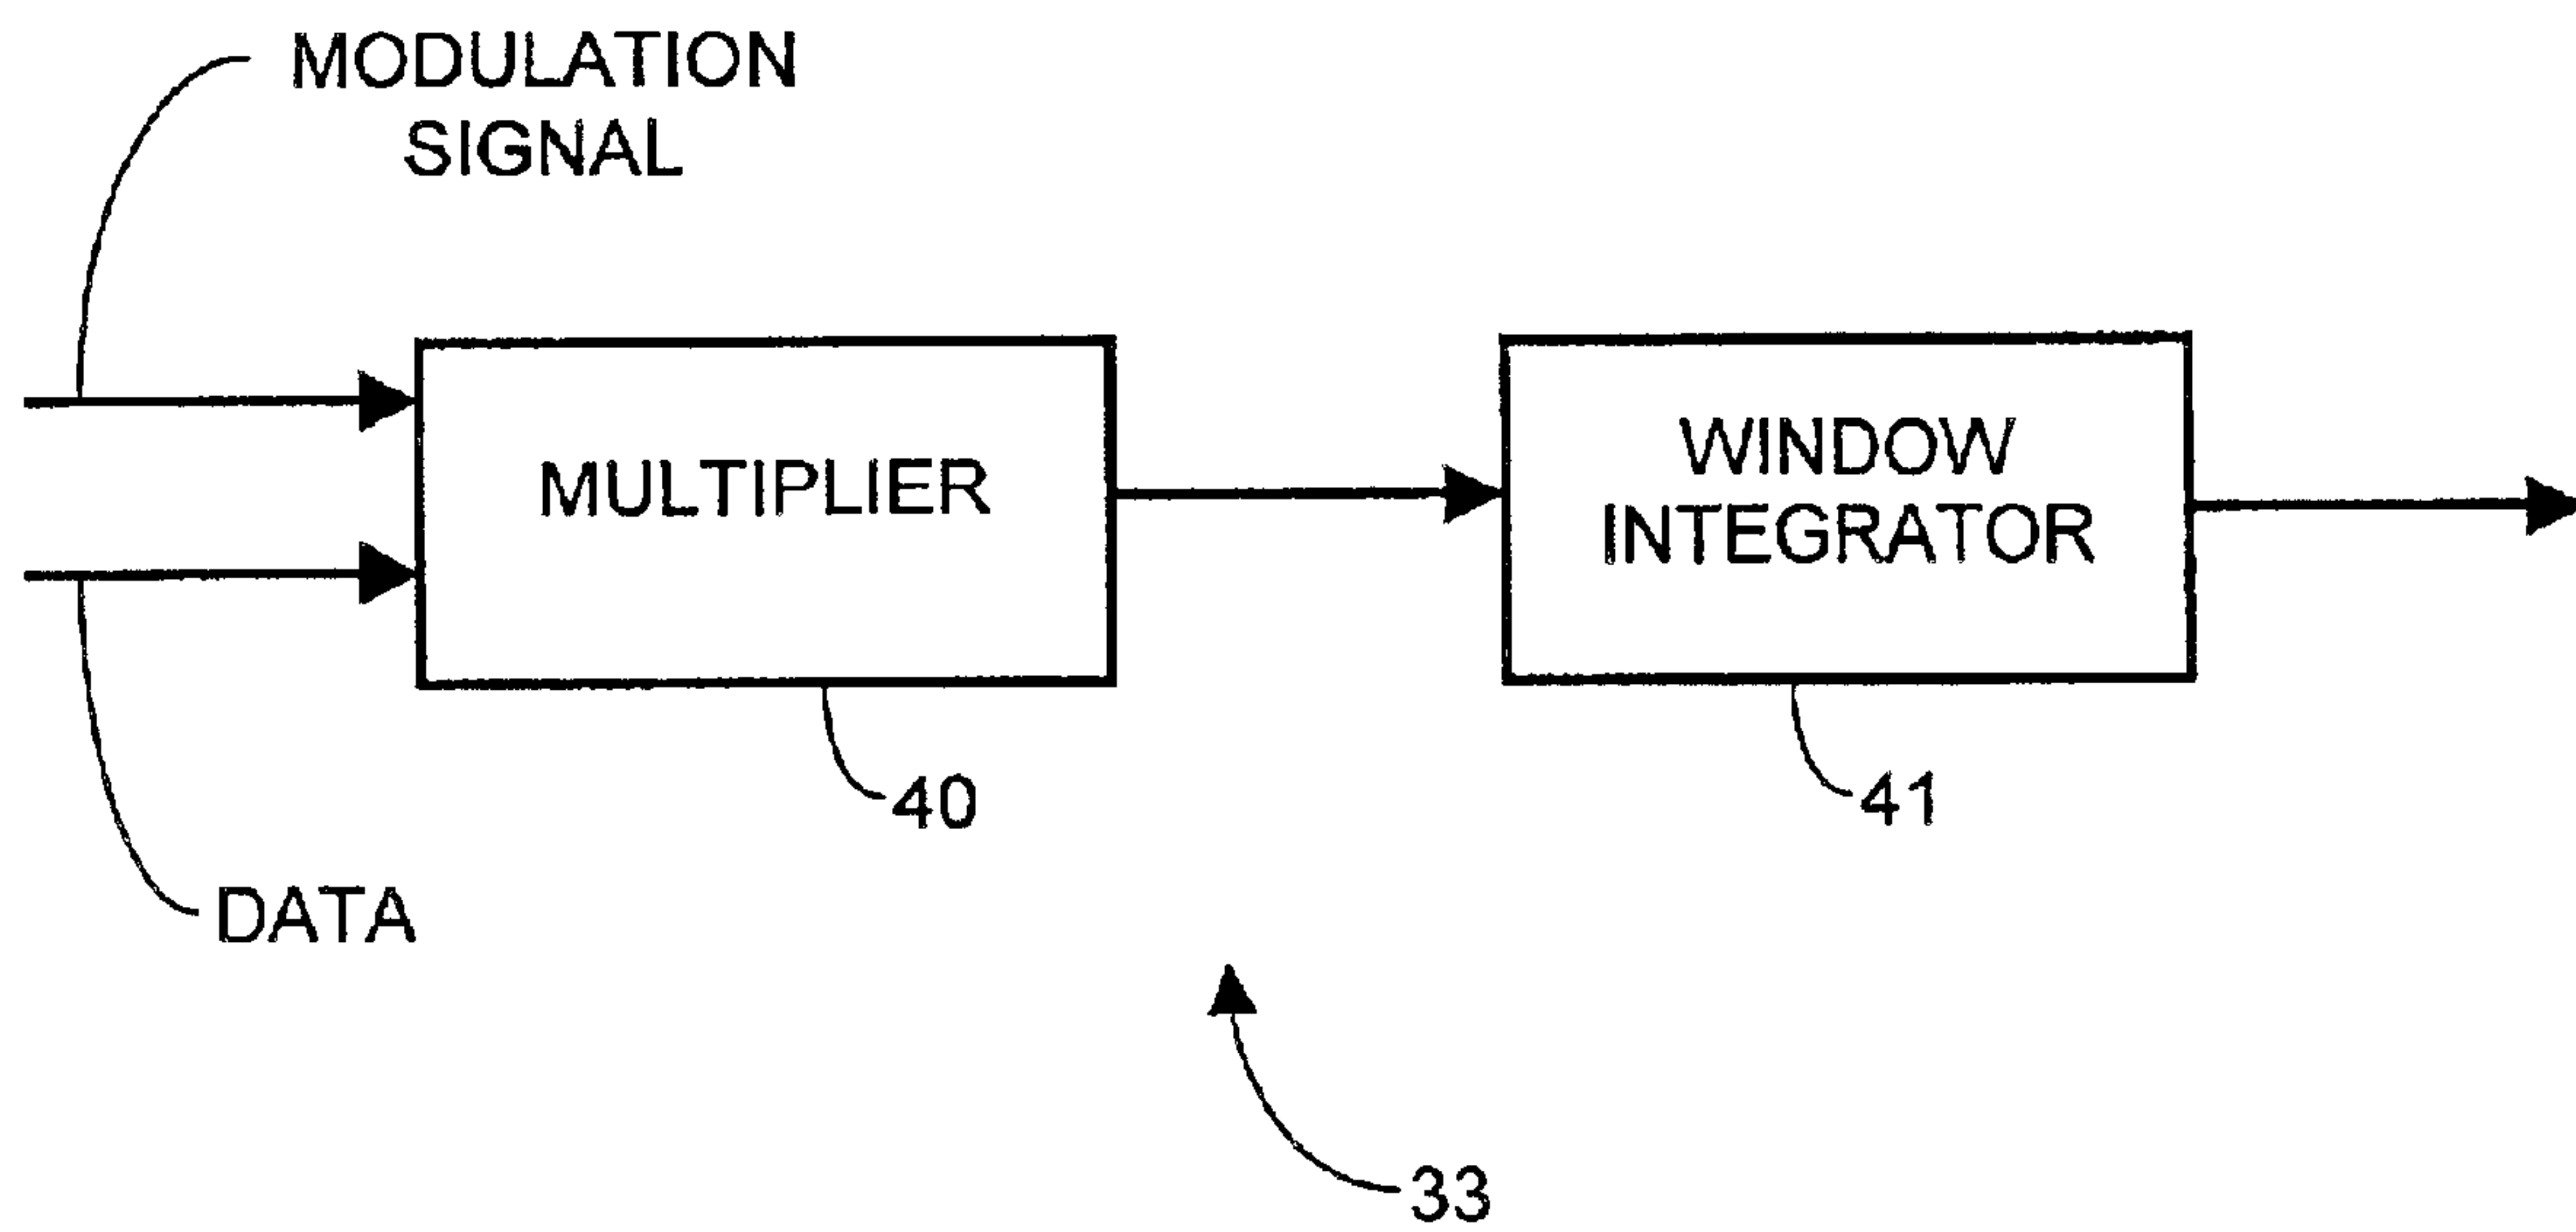 MODULATION
SIGNAL
MULTIPLIER
WINDOW
INTEGRATOR
40
41
DATA
33